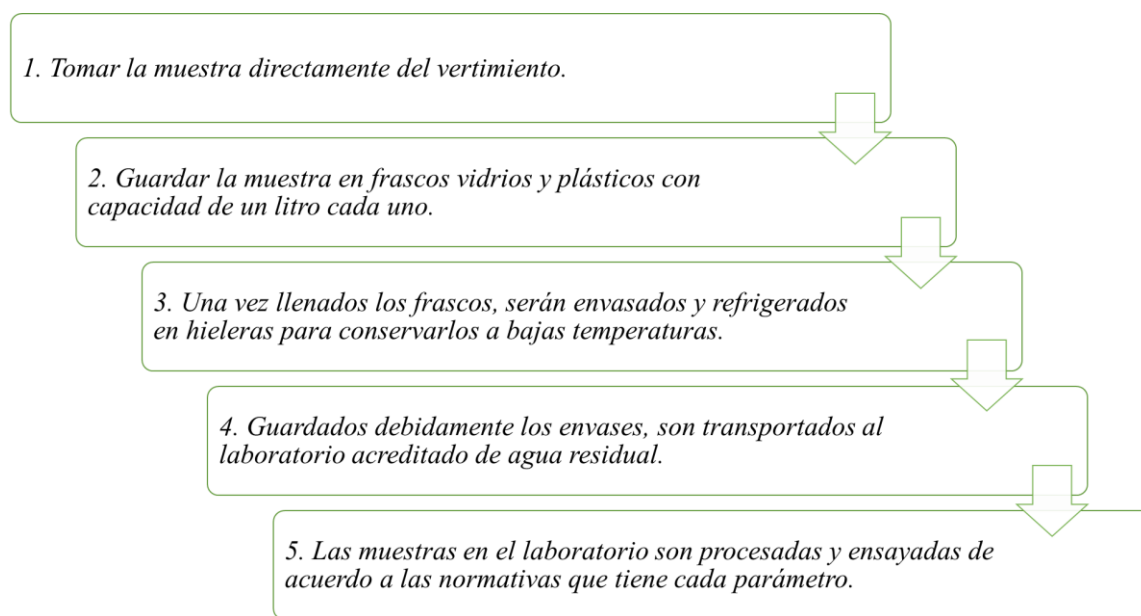 1. Tomar la muestra directamente del vertimiento.
2. Guardar la muestra en frascos vidrios y plásticos con
capacidad de un litro cada uno.
3. Una vez llenados los frascos, serán envasados y refrigerados
en hieleras para conservarlos a bajas temperaturas.
4. Guardados debidamente los envases, son transportados al
laboratorio acreditado de agua residual.
5. Las muestras en el laboratorio son procesadas y ensayadas de
acuerdo a las normativas que tiene cada parámetro.